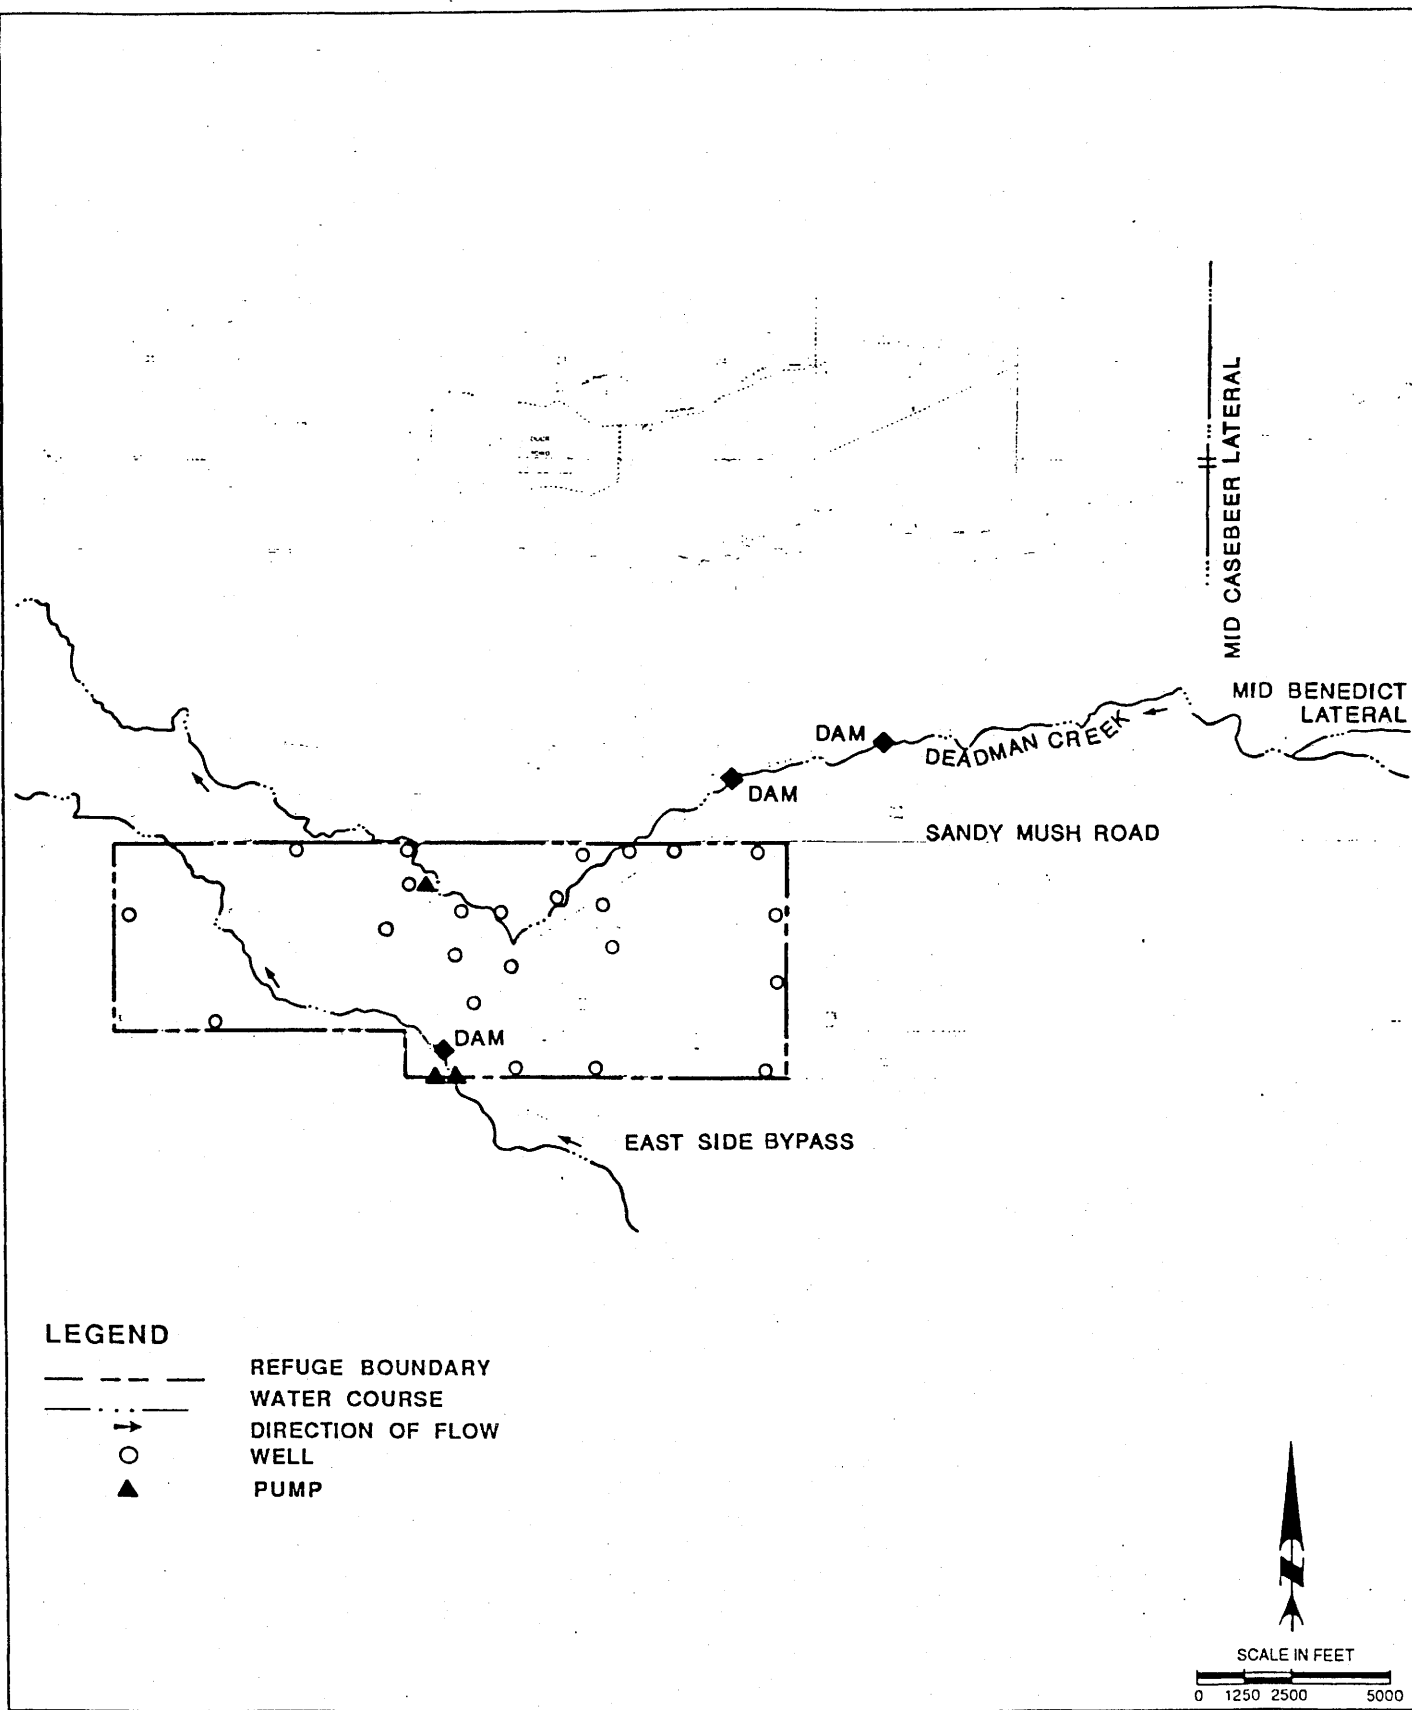 MID CASEBEER LATERAL
MID BENEDICT
LATERAL
DAM
DEADMAN CREEK
DAM
SANDY MUSH ROAD
DAM
EAST SIDE BYPASS
LEGEND
REFUGE BOUNDARY
WATER COURSE
DIRECTION OF FLOW
WELL
PUMP
SCALE IN FEET
0 1250 2500 5000